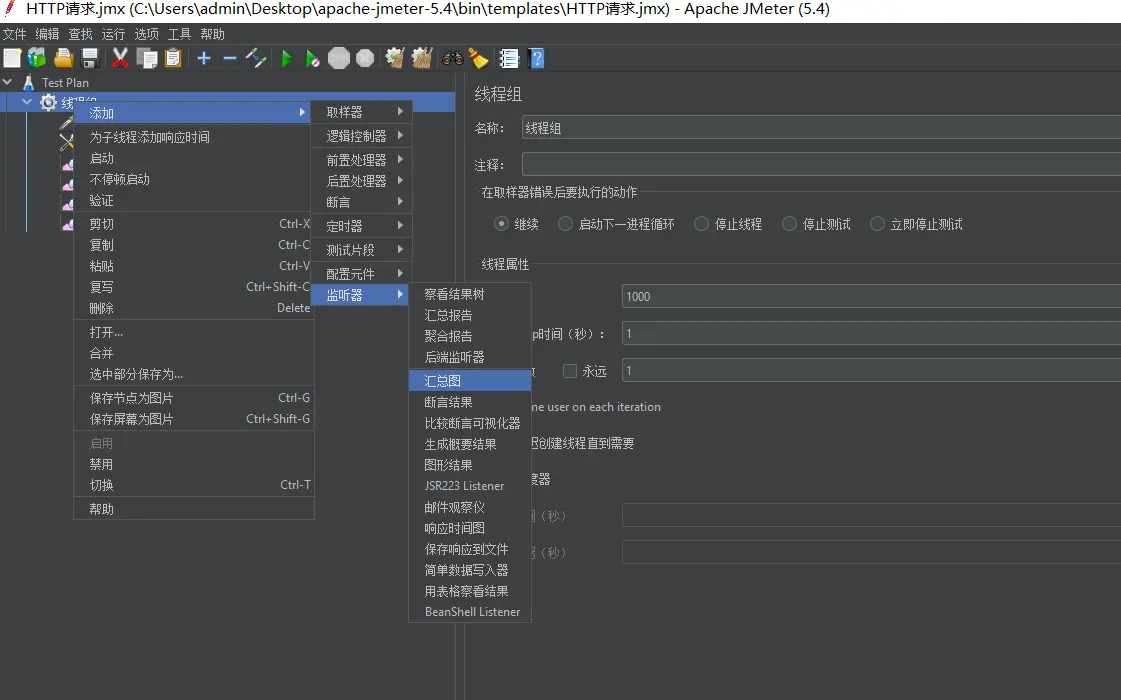 HTTP请求.jmx (C:\Users\admin\Desktop\apache-jmeter-5.4\bin\templates\HTTP请求.jmx) - Apache JMeter (5.4)
文件 编辑 查找 运行 选项 工具 帮助
Test Plan
线程组
添加
为子线程添加响应时间
启动
不停顿启动
验证
剪切 Ctrl-X
复制 Ctrl-C
粘贴 Ctrl-V
复写 Ctrl+Shift-C
删除 Delete
打开...
合并
选中部分保存为...
保存节点为图片 Ctrl-G
保存屏幕为图片 Ctrl+Shift-G
启用
禁用
切换 Ctrl-T
帮助
取样器
逻辑控制器
前置处理器
后置处理器
断言
定时器
测试片段
配置元件
监听器
察看结果树
汇总报告
聚合报告
后端监听器
汇总图
断言结果
比较断言可视化器
生成概要结果
图形结果
JSR223 Listener
邮件观察仪
响应时间图
保存响应到文件
简单数据写入器
用表格察看结果
BeanShell Listener
线程组
名称： 线程组
注释：
在取样器错误后要执行的动作
继续 启动下一进程循环 停止线程 停止测试 立即停止测试
线程属性
1000
p时间（秒）： 1
永远 1
me user on each iteration
创建线程直到需要
度器
（秒）
（秒）